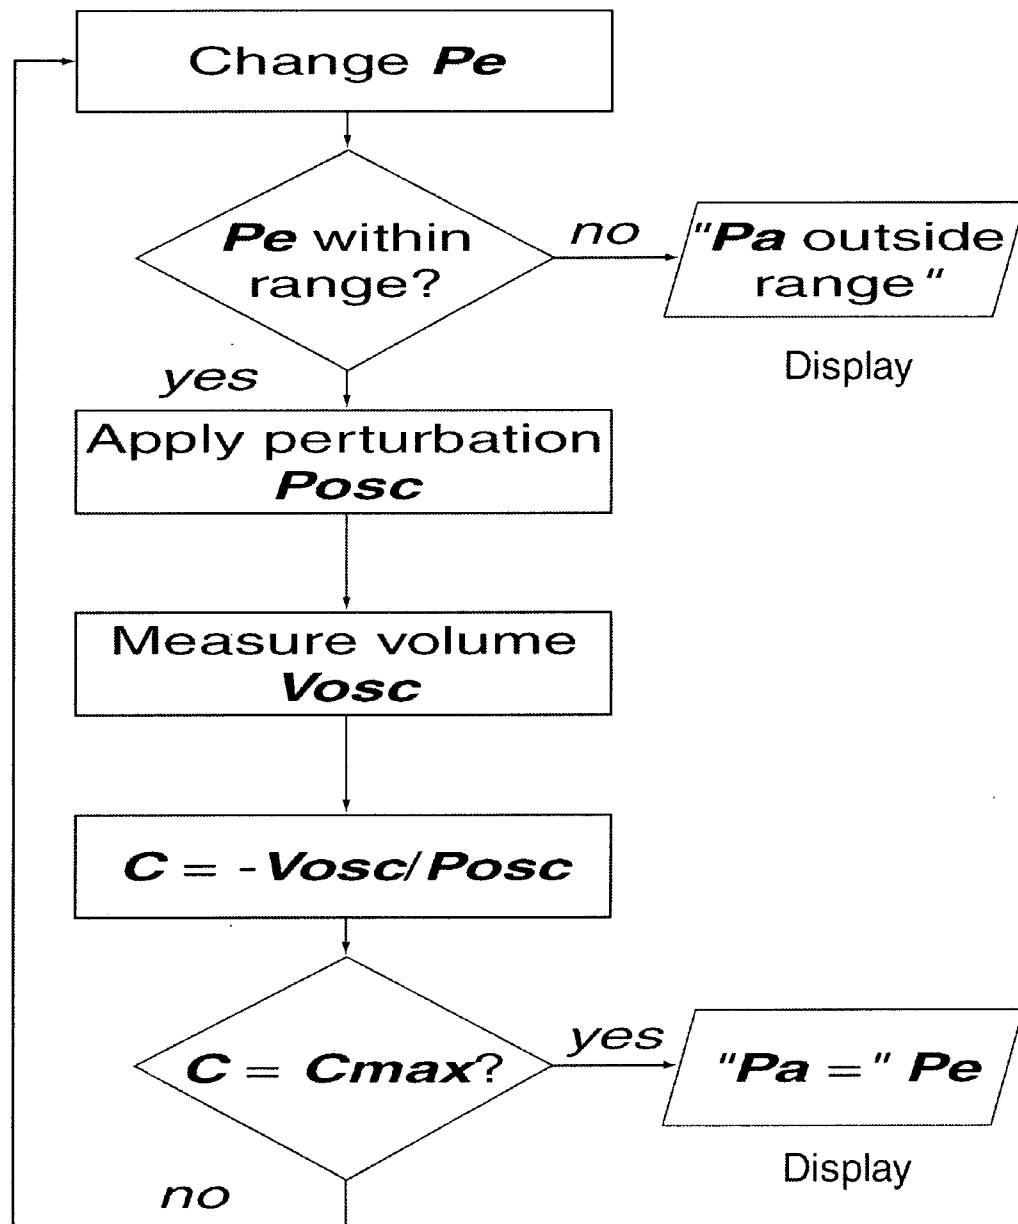 Change Pe
Pe within
range?
no
"Pa outside
range"
Display
yes
Apply perturbation
Posc
Measure volume
Vosc
C = -Vosc/Posc
C = Cmax?
yes
"Pa =" Pe
Display
no